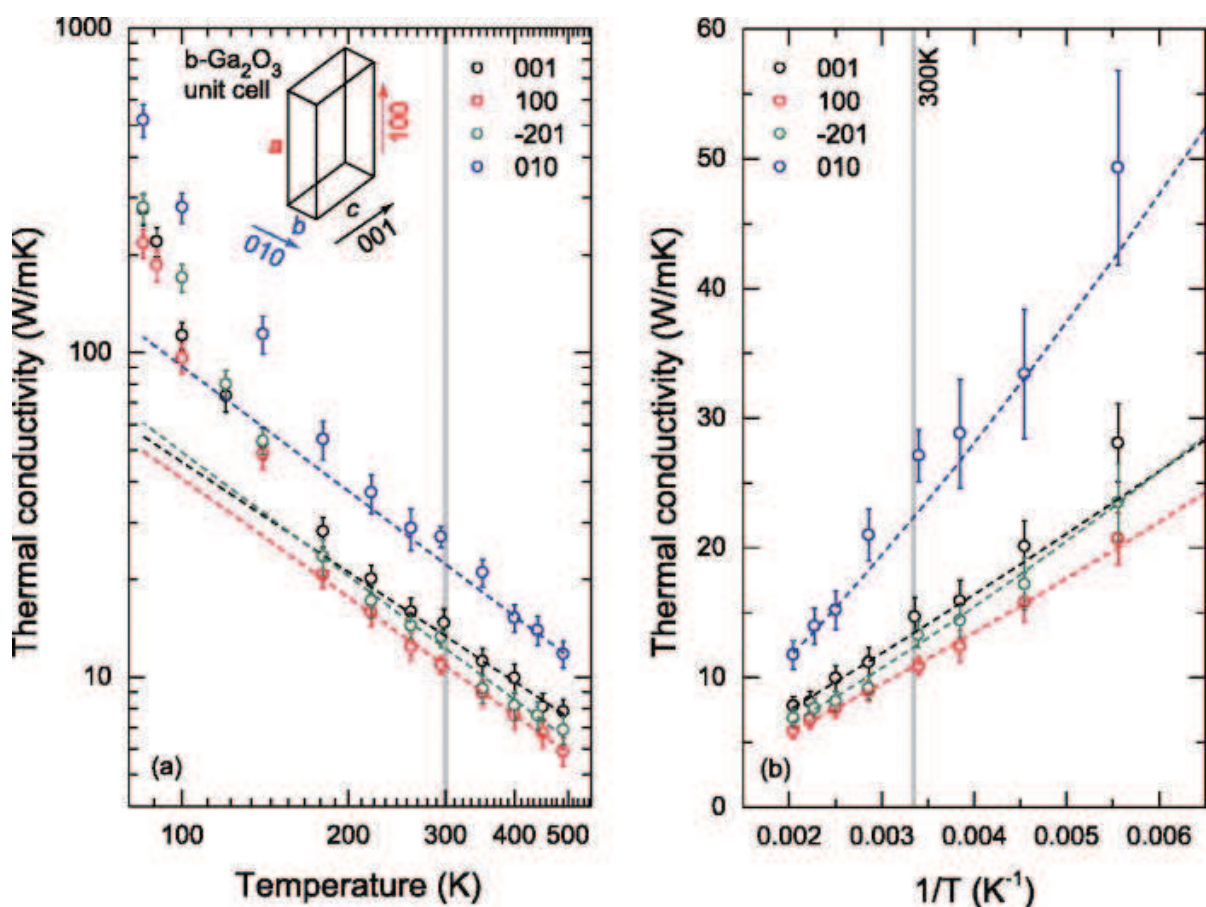 1000
100
10
Thermal conductivity (W/mK)
b-Ga2O3
unit cell
a
100
b
010
c
001
001
100
-201
010
(a)
100 200 300 400 500
Temperature (K)
60
50
40
30
20
10
0
Thermal conductivity (W/mK)
001
100
-201
010
300K
(b)
0.002 0.003 0.004 0.005 0.006
1/T (K⁻¹)